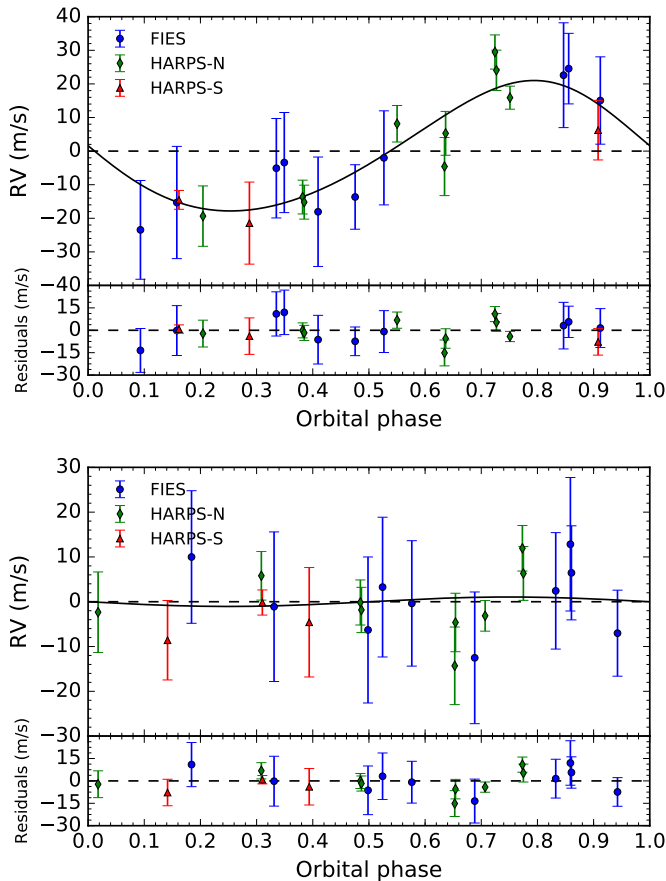 40
30
20
10
0
−10
−20
−30
−40
RV (m/s)
FIES
HARPS-N
HARPS-S
15
0
−15
−30
Residuals (m/s)
0.0 0.1 0.2 0.3 0.4 0.5 0.6 0.7 0.8 0.9 1.0
Orbital phase
30
20
10
0
−10
−20
−30
RV (m/s)
FIES
HARPS-N
HARPS-S
15
0
−15
−30
Residuals (m/s)
0.0 0.1 0.2 0.3 0.4 0.5 0.6 0.7 0.8 0.9 1.0
Orbital phase